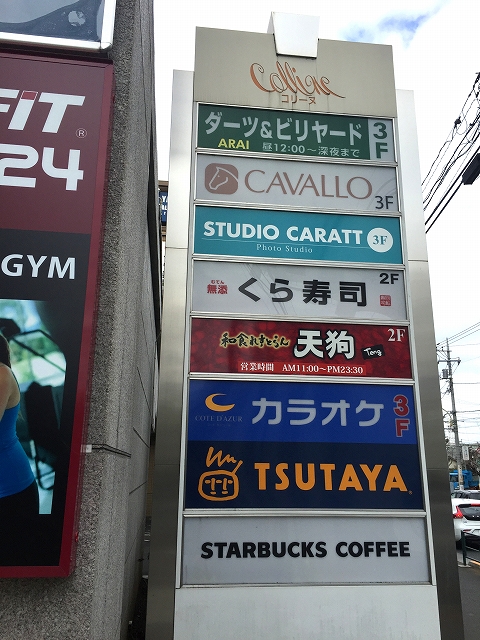 FiT®
24
GYM
Colline
コリーヌ
ダーツ&ビリヤード 3F
ARAI 昼12:00～深夜まで
CAVALLO 3F
STUDIO CARATT 3F
Photo Studio
無添 くら寿司 2F
和食れすとらん 天狗 Teng 2F
営業時間 AM11:00～PM23:30
COTE D'AZUR カラオケ 3F
TSUTAYA
STARBUCKS COFFEE